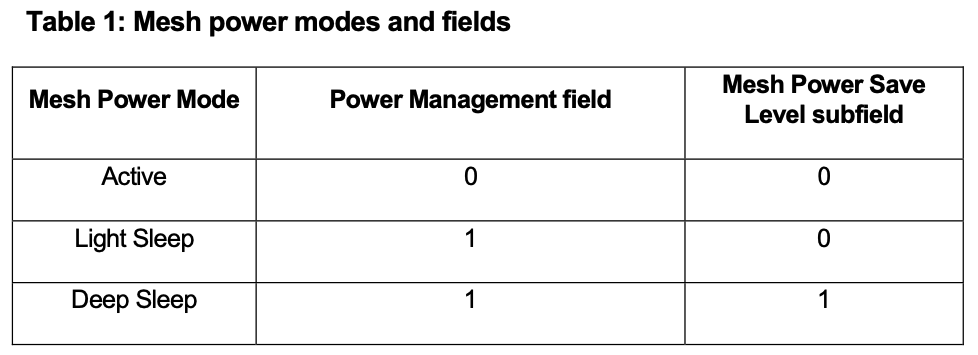 Table 1: Mesh power modes and fields
Mesh Power Mode Power Management field Mesh Power Save
Level subfield
Active 0 0
Light Sleep 1 0
Deep Sleep 1 1